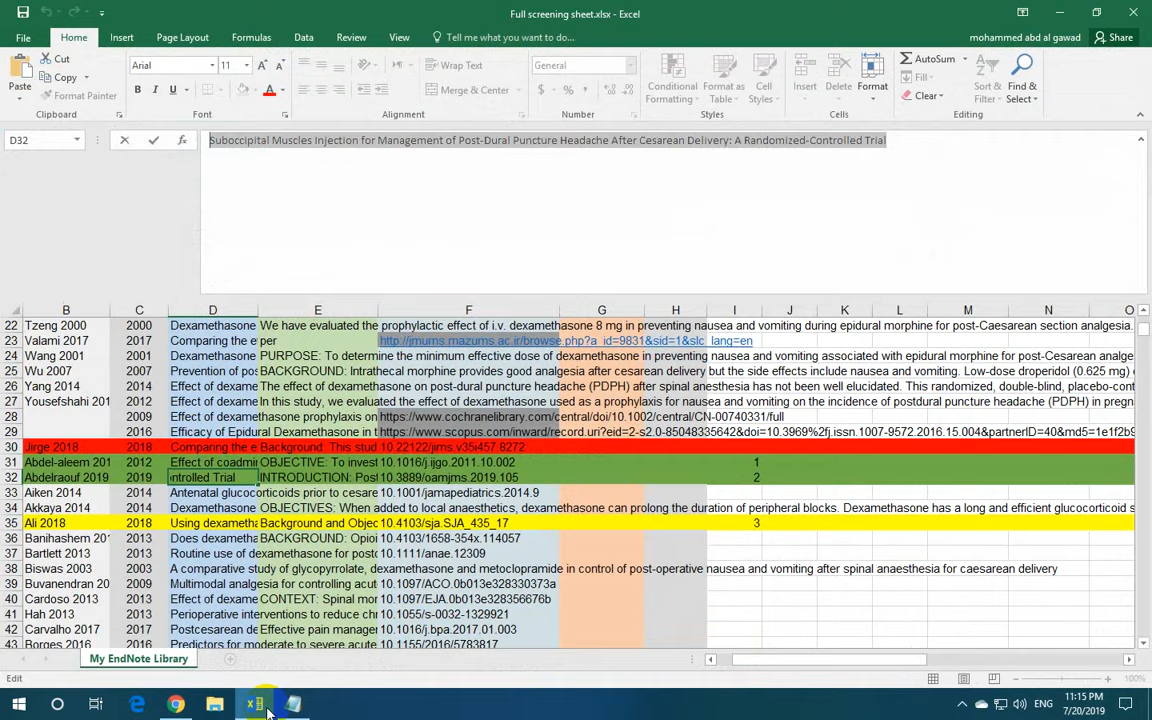 Full screening sheet.xlsx - Excel
File Home Insert Page Layout Formulas Data Review View Tell me what you want to do... mohammed abd al gawad Share
Paste Cut Copy Format Painter Clipboard
Arial 11 B I U A Font
Wrap Text Merge & Center Alignment
General $ % , Number
Conditional Formatting Format as Table Cell Styles Styles
Insert Delete Format Cells
AutoSum Fill Clear Sort & Filter Find & Select Editing
D32 fx Suboccipital Muscles Injection for Management of Post-Dural Puncture Headache After Cesarean Delivery: A Randomized-Controlled Trial
B C D E F G H I J K L M N O
22 Tzeng 2000 2000 Dexamethasone We have evaluated the prophylactic effect of i.v. dexamethasone 8 mg in preventing nausea and vomiting during epidural morphine for post-Caesarean section analgesia.
23 Valami 2017 2017 Comparing the e per http://jmums.mazums.ac.ir/browse.php?a_id=9831&sid=1&slc_lang=en
24 Wang 2001 2001 Dexamethasone PURPOSE: To determine the minimum effective dose of dexamethasone in preventing nausea and vomiting associated with epidural morphine for post-Caesarean analge
25 Wu 2007 2007 Prevention of pos BACKGROUND: Intrathecal morphine provides good analgesia after cesarean delivery but the side effects include nausea and vomiting. Low-dose droperidol (0.625 mg)
26 Yang 2014 2014 Effect of dexame The effect of dexamethasone on post-dural puncture headache (PDPH) after spinal anesthesia has not been well elucidated. This randomized, double-blind, placebo-cont
27 Yousefshahi 201 2012 Effect of dexame In this study, we evaluated the effect of dexamethasone used as a prophylaxis for nausea and vomiting on the incidence of postdural puncture headache (PDPH) in pregn
28 2009 Effect of dexamethasone prophylaxis on https://www.cochranelibrary.com/central/doi/10.1002/central/CN-00740331/full
29 2016 Efficacy of Epidural Dexamethasone in T https://www.scopus.com/inward/record.uri?eid=2-s2.0-85048335642&doi=10.3969%2fj.issn.1007-9572.2016.15.004&partnerID=40&md5=1e1f2b9
30 Jirge 2018 2018 Comparing the e Background: This stud 10.22122/jims.v35i457.8272
31 Abdel-aleem 201 2012 Effect of coadmir OBJECTIVE: To invest 10.1016/j.ijgo.2011.10.002 1
32 Abdelraouf 2019 2019 ntrolled Trial INTRODUCTION: Pos 10.3889/oamjms.2019.105 2
33 Aiken 2014 2014 Antenatal glucocorticoids prior to cesare 10.1001/jamapediatrics.2014.9
34 Akkaya 2014 2014 Dexamethasone OBJECTIVES: When added to local anaesthetics, dexamethasone can prolong the duration of peripheral blocks. Dexamethasone has a long and efficient glucocorticoid s
35 Ali 2018 2018 Using dexametha Background and Objec 10.4103/sja.SJA_435_17 3
36 Banihashem 201 2014 Does dexametha BACKGROUND: Opioi 10.4103/1658-354x.114057
37 Bartlett 2013 2013 Routine use of dexamethasone for postc 10.1111/anae.12309
38 Biswas 2003 2003 A comparative study of glycopyrrolate, dexamethasone and metoclopramide in control of post-operative nausea and vomiting after spinal anaesthesia for caesarean delivery
39 Buvanendran 20 2009 Multimodal analgesia for controlling acute 10.1097/ACO.0b013e328330373a
40 Cardoso 2013 2013 Effect of dexame CONTEXT: Spinal mor 10.1097/EJA.0b013e328356676b
41 Hah 2013 2013 Perioperative interventions to reduce chr 10.1055/s-0032-1329921
42 Carvalho 2017 2017 Postcesarean de Effective pain manager 10.1016/j.bpa.2017.01.003
43 Borges 2016 2016 Predictors for moderate to severe acute 10.1155/2016/5783817
My EndNote Library
Edit 100%
ENG 11:15 PM
7/20/2019